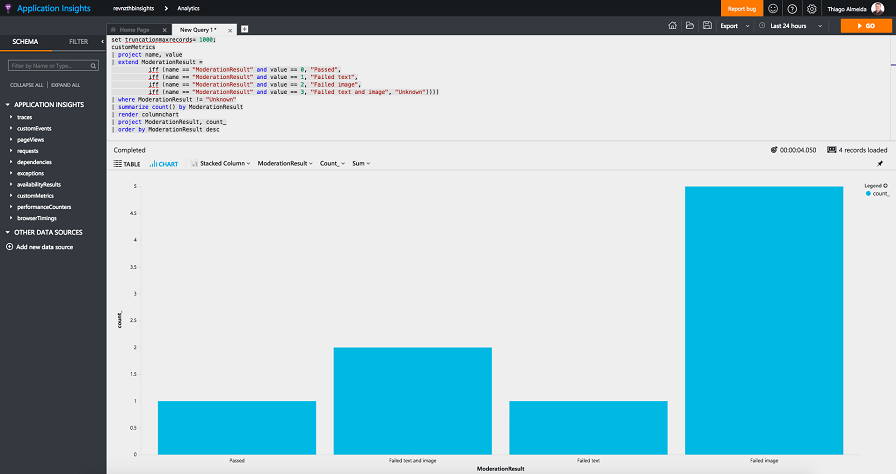 Application Insights
revrothbinsights
Analytics
Report bug
Thiago Almeida
SCHEMA
FILTER
Home Page
New Query 1*
Export
Last 24 hours
GO
Filter by Name or Type...
COLLAPSE ALL | EXPAND ALL
APPLICATION INSIGHTS
traces
customEvents
pageViews
requests
dependencies
exceptions
availabilityResults
customMetrics
performanceCounters
browserTimings
OTHER DATA SOURCES
Add new data source
set truncationmaxrecords= 1000;
customMetrics
| project name, value
| extend ModerationResult =
iff (name == "ModerationResult" and value == 0, "Passed",
iff (name == "ModerationResult" and value == 1, "Failed text",
iff (name == "ModerationResult" and value == 2, "Failed image",
iff (name == "ModerationResult" and value == 3, "Failed text and image", "Unknown"))))
| where ModerationResult != "Unknown"
| summarize count() by ModerationResult
| render columnchart
| project ModerationResult, count_
| order by ModerationResult desc
Completed
00:00:04.050
4 records loaded
TABLE
CHART
Stacked Column
ModerationResult
Count_
Sum
Legend
count_
5
4.5
4
3.5
3
2.5
2
1.5
1
0.5
0
count_
Passed
Failed text and image
Failed text
Failed image
ModerationResult